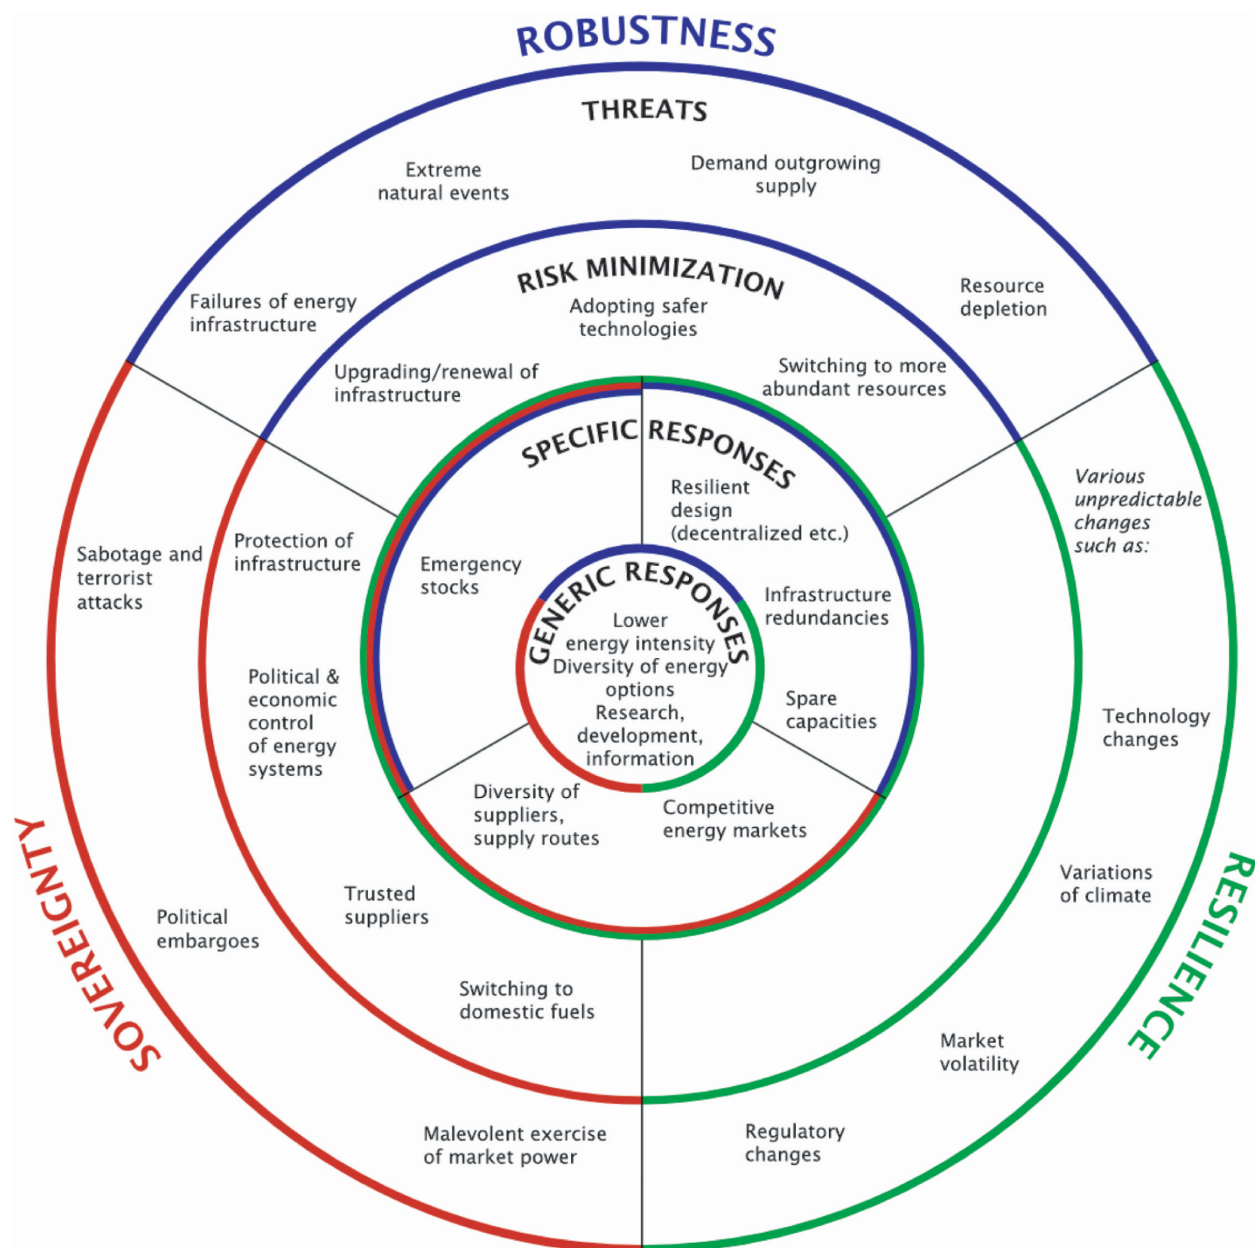 ROBUSTNESS
THREATS
Extreme
natural events
Demand outgrowing
supply
Failures of energy
infrastructure
Resource
depletion
RISK MINIMIZATION
Adopting safer
technologies
Upgrading/renewal of
infrastructure
Switching to more
abundant resources
SPECIFIC RESPONSES
Resilient
design
(decentralized etc.)
Various
unpredictable
changes
such as:
Sabotage and
terrorist
attacks
Protection of
infrastructure
Emergency
stocks
Infrastructure
redundancies
GENERIC RESPONSES
Lower
energy intensity
Diversity of energy
options
Research,
development,
information
Political &
economic
control
of energy
systems
Spare
capacities
Technology
changes
Diversity of
suppliers,
supply routes
Competitive
energy markets
SOVEREIGNTY
RESILIENCE
Trusted
suppliers
Variations
of climate
Political
embargoes
Switching to
domestic fuels
Market
volatility
Malevolent exercise
of market power
Regulatory
changes